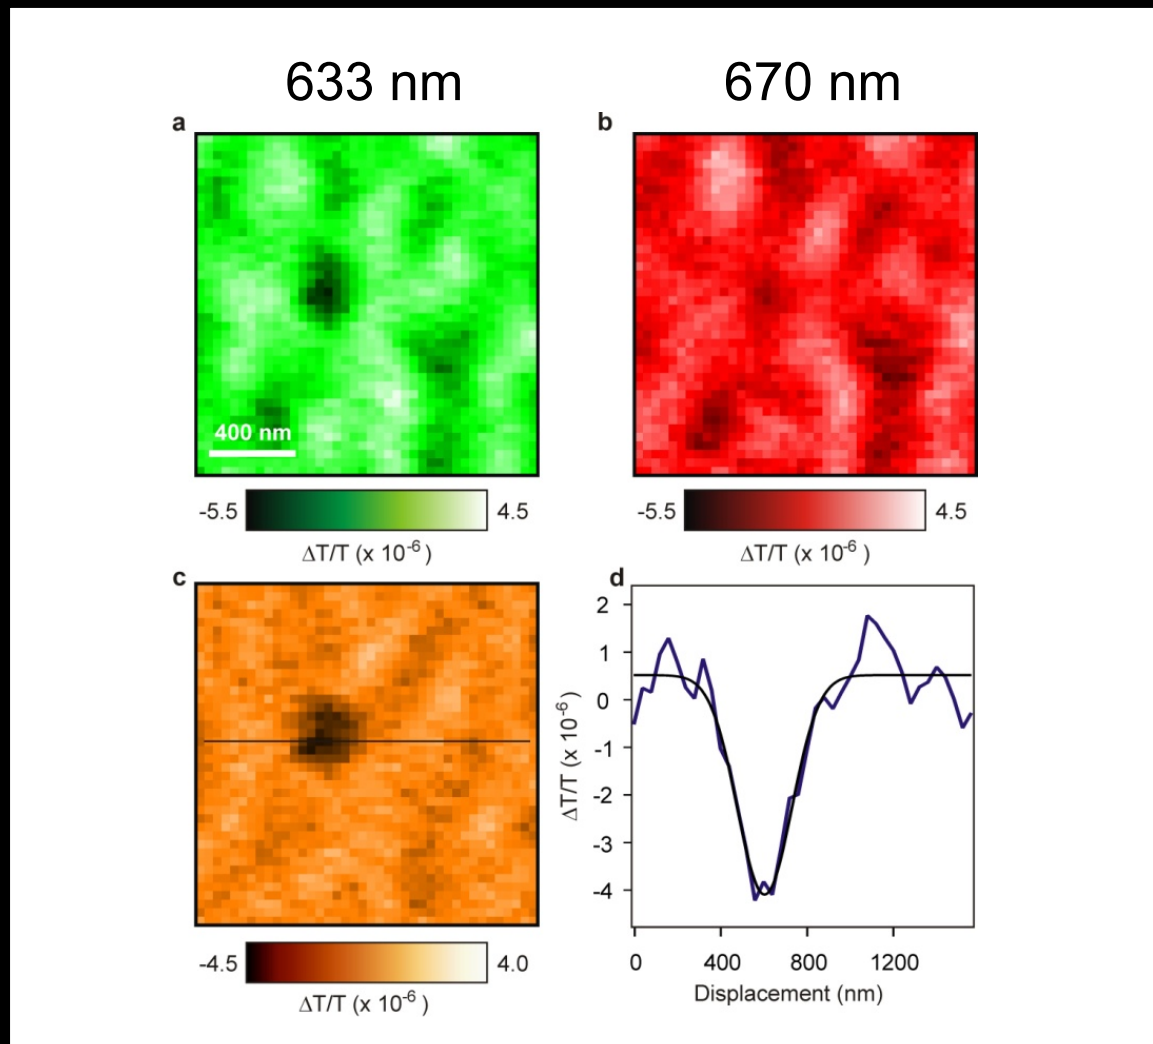 633 nm
670 nm
a
b
400 nm
-5.5
4.5
ΔT/T (x 10⁻⁶ )
-5.5
4.5
ΔT/T (x 10⁻⁶ )
c
-4.5
4.0
ΔT/T (x 10⁻⁶ )
d
ΔT/T (x 10⁻⁶)
2
1
0
-1
-2
-3
-4
0 400 800 1200
Displacement (nm)